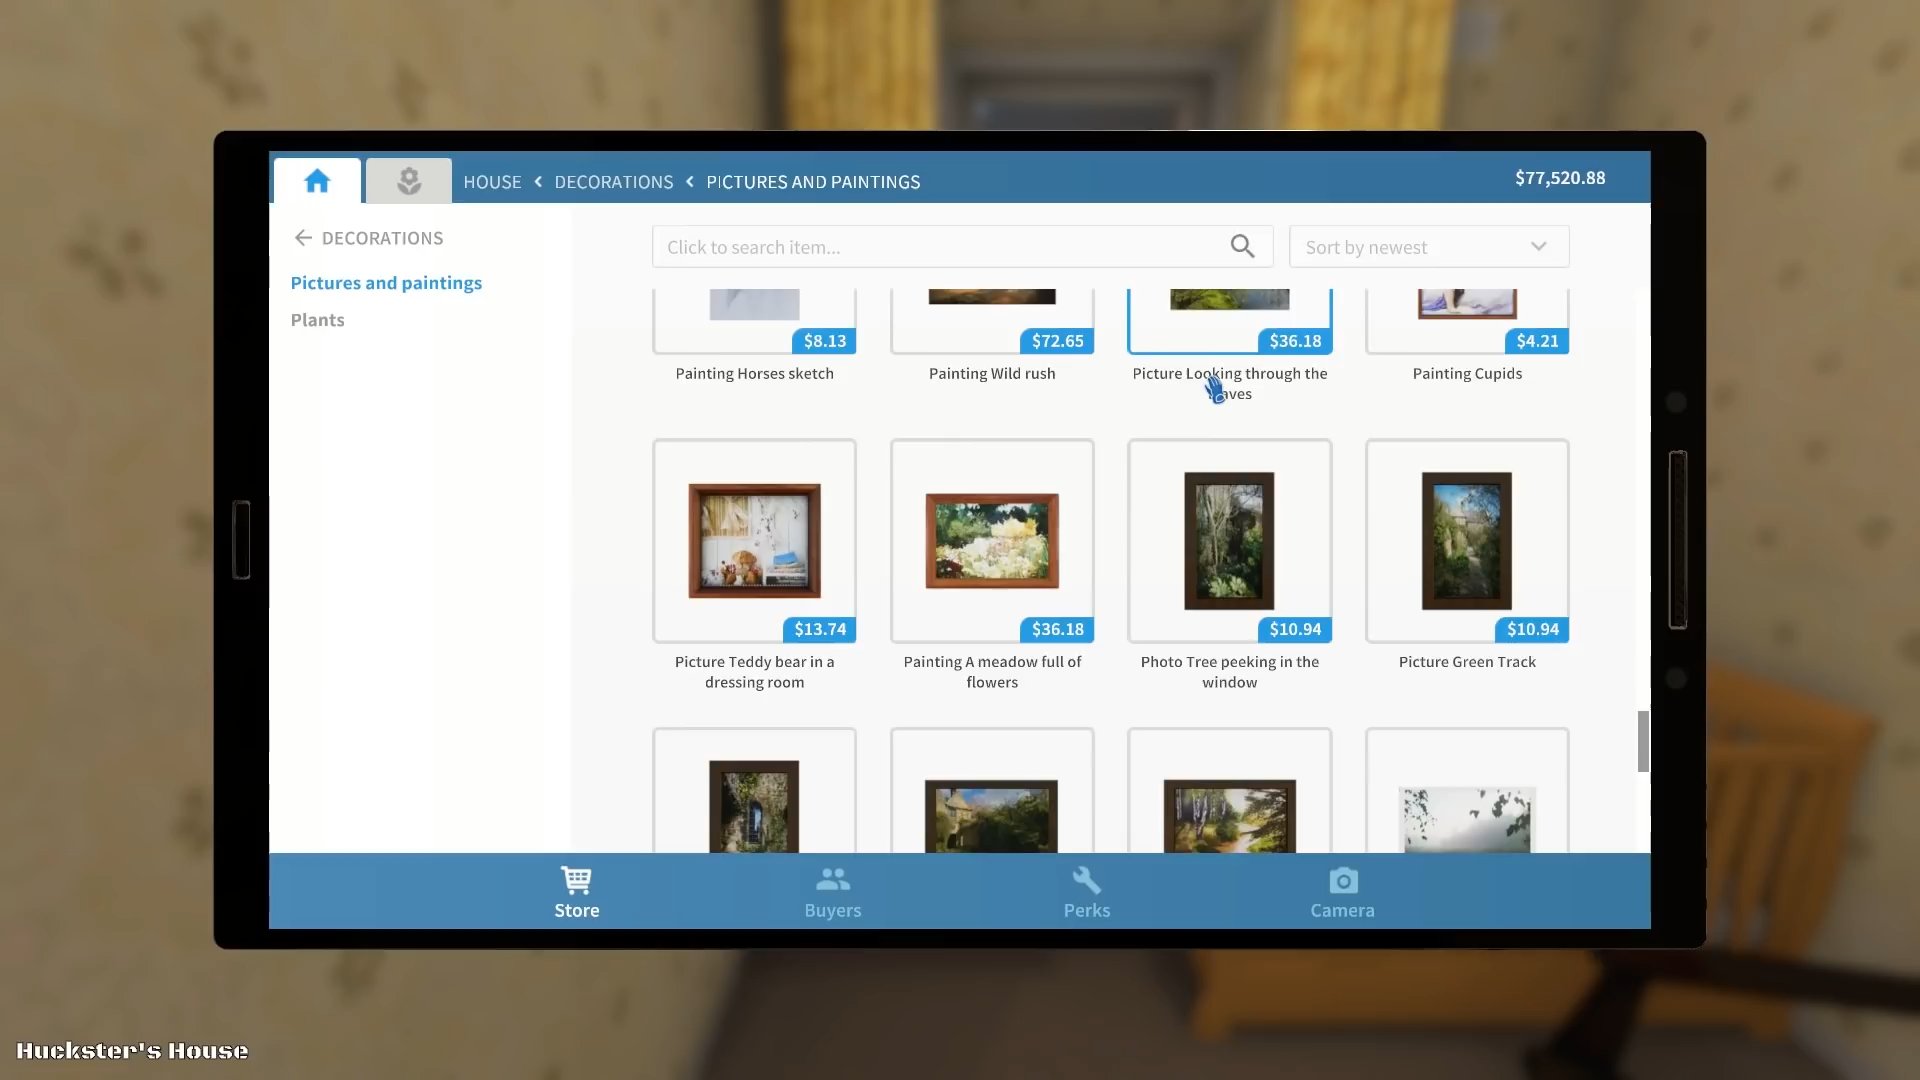 HOUSE < DECORATIONS < PICTURES AND PAINTINGS
$77,520.88
DECORATIONS
Pictures and paintings
Plants
Click to search item...
Sort by newest
$8.13
$72.65
$36.18
$4.21
Painting Horses sketch
Painting Wild rush
Picture Looking through the
Painting Cupids
$13.74
$36.18
$10.94
$10.94
Picture Teddy bear in a
dressing room
Painting A meadow full of
flowers
Photo Tree peeking in the
window
Picture Green Track
Store
Buyers
Perks
Camera
Huckster's House